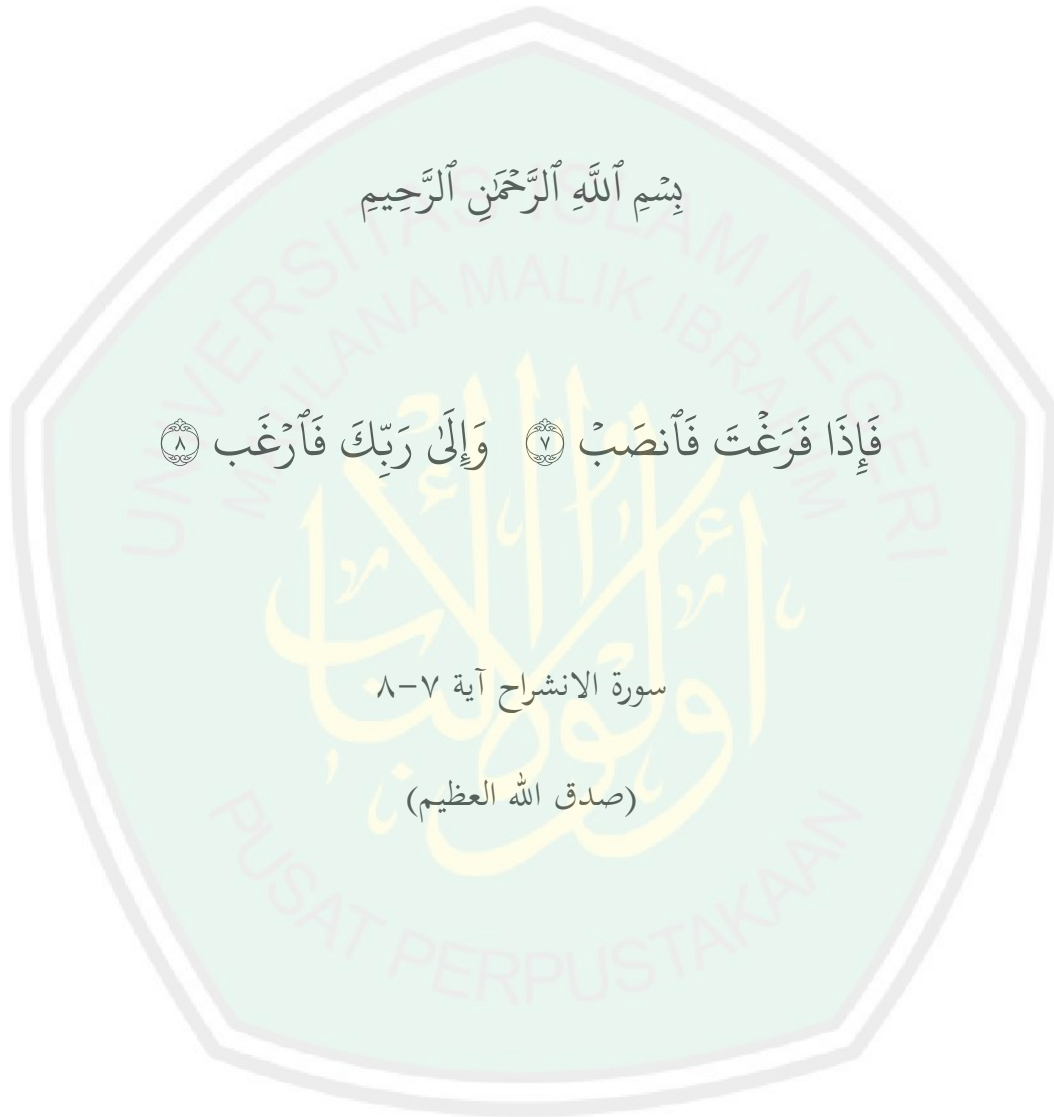 بِسْمِ ٱللَّهِ ٱلرَّحْمَٰنِ ٱلرَّحِيمِ
UNIVERSITAS ISLAM NEGERI
MAULANA MALIK IBRAHIM
فَإِذَا فَرَغْتَ فَٱنصَبْ ۝٧ وَإِلَىٰ رَبِّكَ فَٱرْغَب ۝٨
سورة الانشراح آية ٧-٨
(صدق الله العظيم)
PUSAT PERPUSTAKAAN